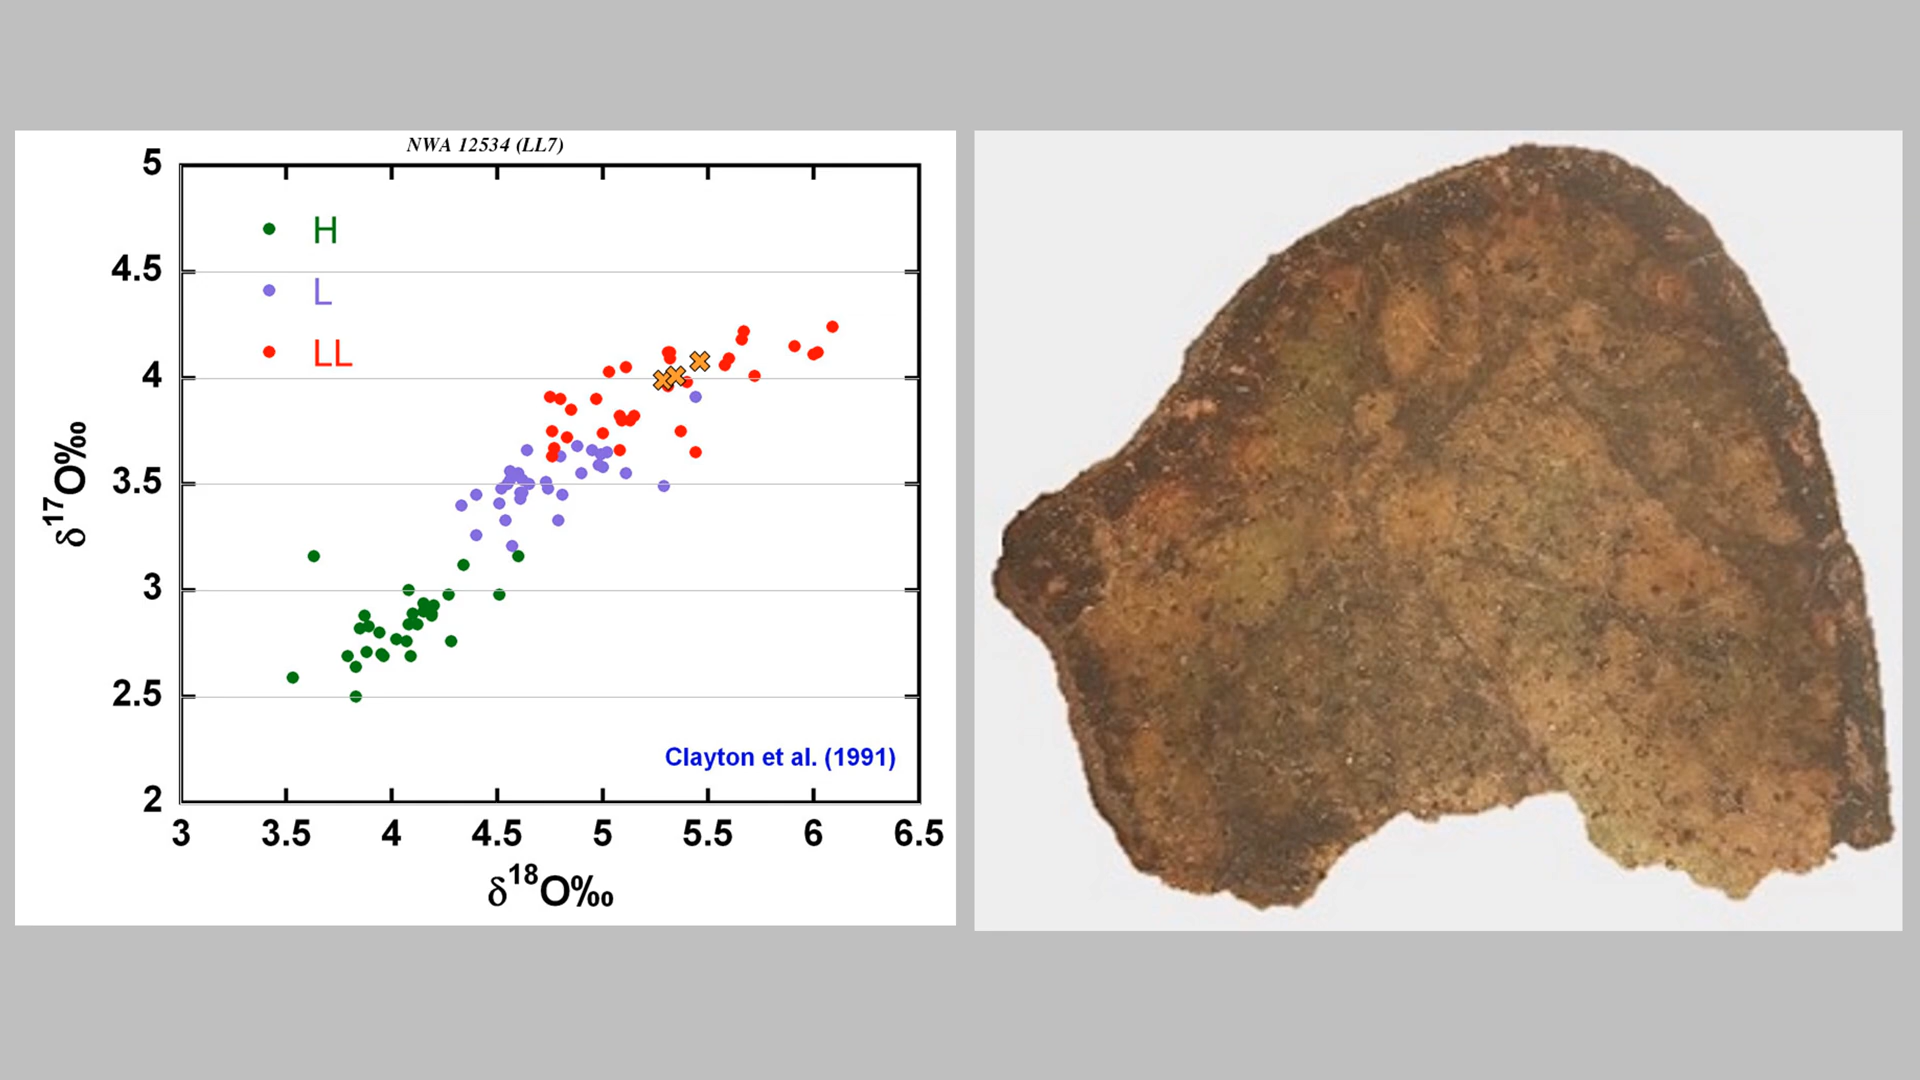 NWA 12534 (LL7)
5
4.5
4
3.5
3
2.5
2
H
L
LL
Clayton et al. (1991)
3 3.5 4 4.5 5 5.5 6 6.5
δ¹⁷O‰
δ¹⁸O‰